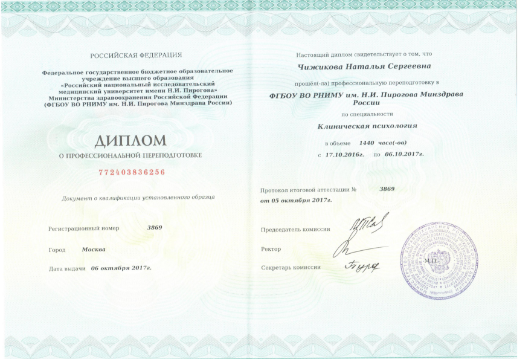 РОССИЙСКАЯ ФЕДЕРАЦИЯ
Федеральное государственное бюджетное образовательное
учреждение высшего образования
«Российский национальный исследовательский
медицинский университет имени Н.И. Пирогова»
Министерства здравоохранения Российской Федерации
(ФГБОУ ВО РНИМУ им. Н.И. Пирогова Минздрава России)
ДИПЛОМ
О ПРОФЕССИОНАЛЬНОЙ ПЕРЕПОДГОТОВКЕ
772403836256
Документ о квалификации установленного образца
Регистрационный номер 3869
Город Москва
Дата выдачи 06 октября 2017г.
Настоящий диплом свидетельствует о том, что
Чижикова Наталья Сергеевна
прошёл(-ла) профессиональную переподготовку в
ФГБОУ ВО РНИМУ им. Н.И. Пирогова Минздрава
России
по специальности
Клиническая психология
в объеме 1440 часа(-ов)
с 17.10.2016г. по 06.10.2017г.
Протокол итоговой аттестации № 3869
от 05 октября 2017г.
Председатель комиссии
Ректор
М.П.
Секретарь комиссии